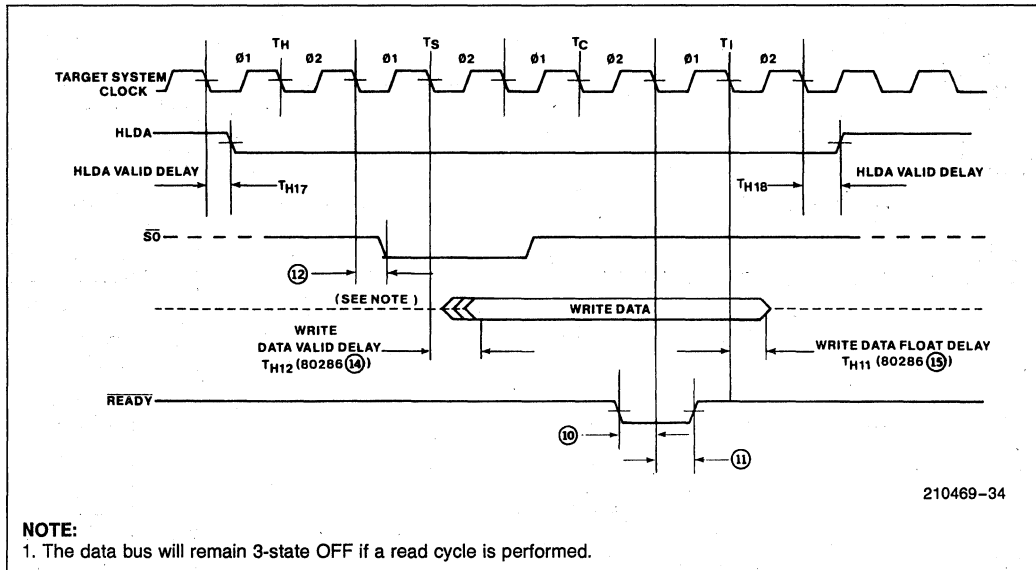 TH TS TC TI
Ø1 Ø2 Ø1 Ø2 Ø1 Ø2 Ø1 Ø2
TARGET SYSTEM
CLOCK
HLDA
HLDA VALID DELAY TH17 TH18 HLDA VALID DELAY
S0
12
(SEE NOTE)
WRITE DATA
WRITE
DATA VALID DELAY
TH12 (80286 14)
WRITE DATA FLOAT DELAY
TH11 (80286 15)
READY
10
11
210469–34
NOTE:
1. The data bus will remain 3-state OFF if a read cycle is performed.